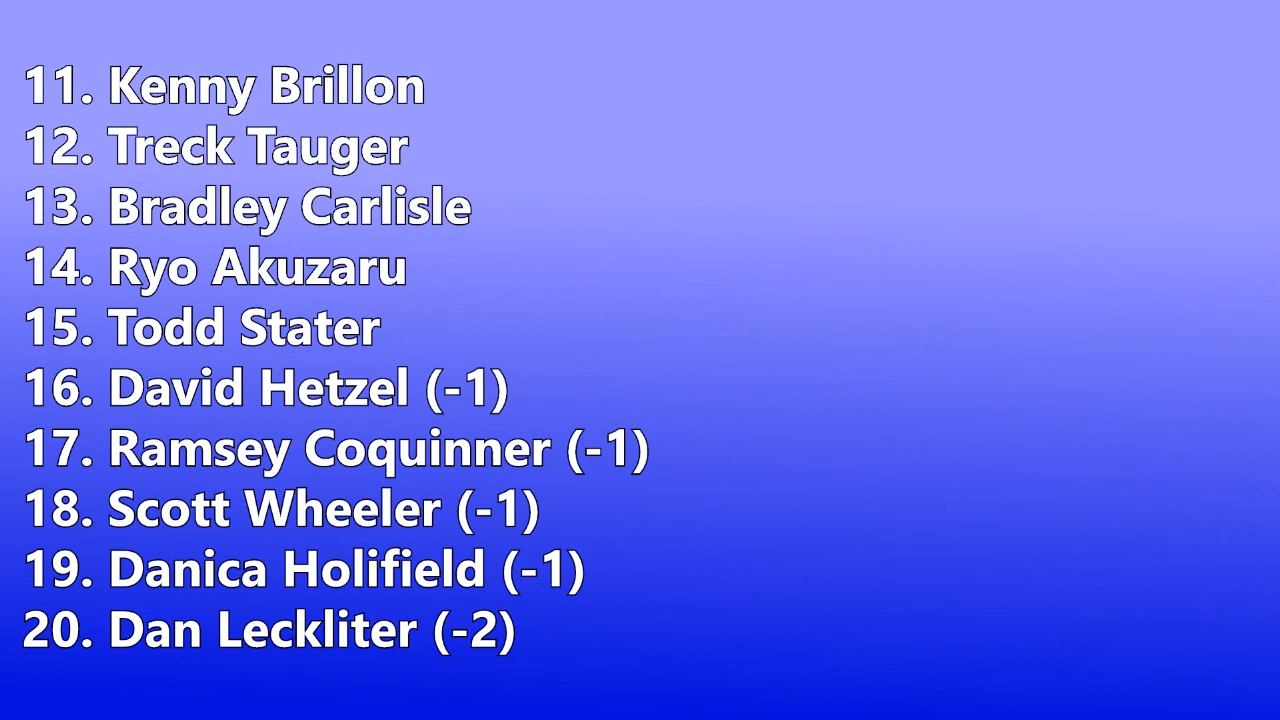 11. Kenny Brillon
12. Treck Tauger
13. Bradley Carlisle
14. Ryo Akuzaru
15. Todd Stater
16. David Hetzel (-1)
17. Ramsey Coquinner (-1)
18. Scott Wheeler (-1)
19. Danica Holifield (-1)
20. Dan Leckliter (-2)